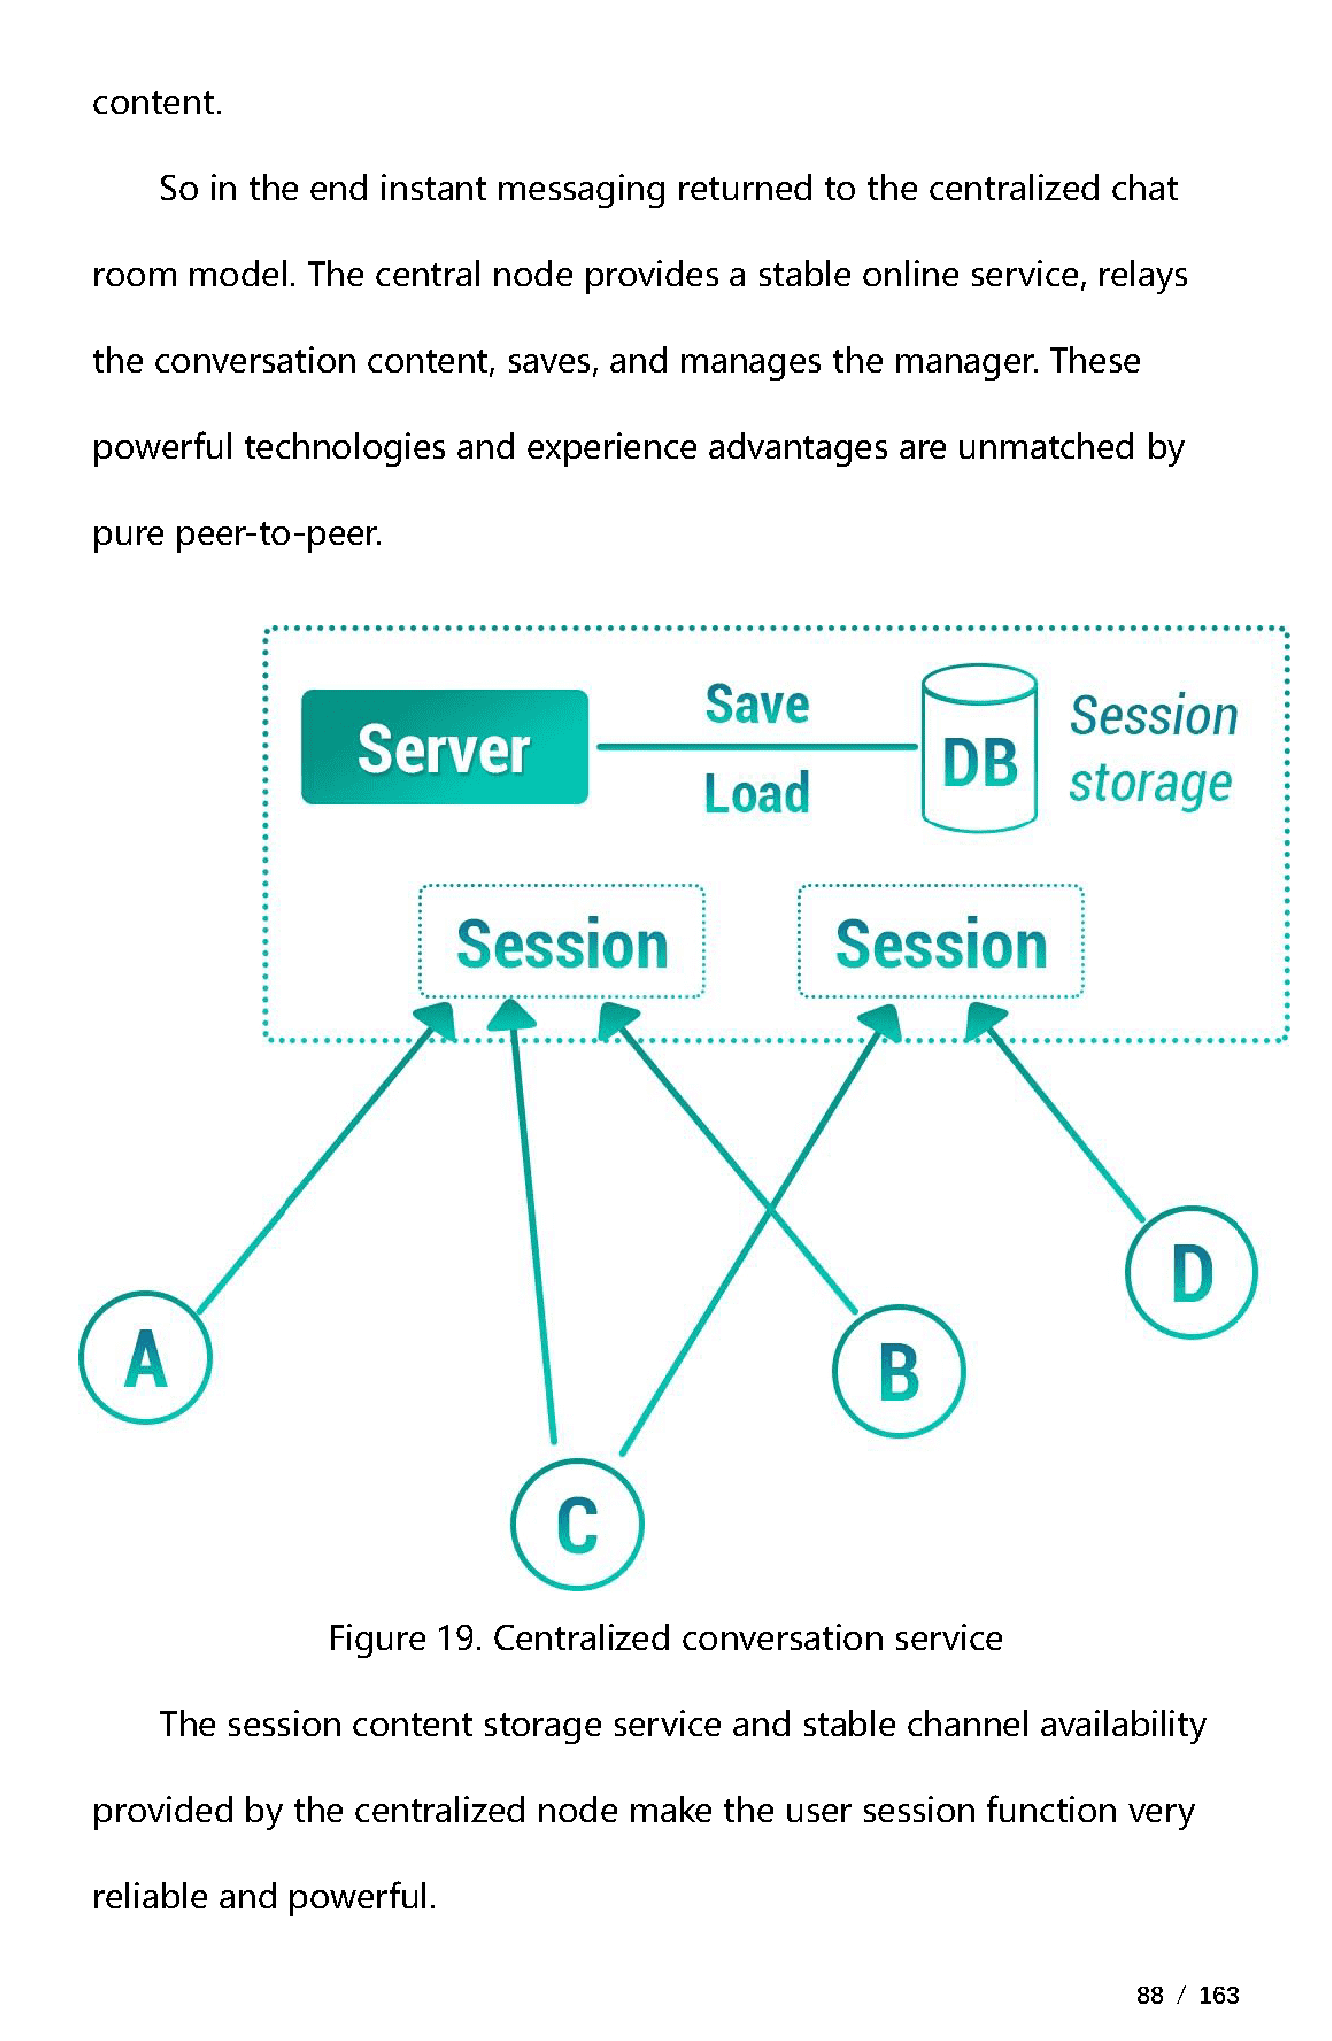 content.
So in the end instant messaging returned to the centralized chat
room model. The central node provides a stable online service, relays
the conversation content, saves, and manages the manager. These
powerful technologies and experience advantages are unmatched by
pure peer-to-peer.
Server
Save
Load
DB
Session
storage
Session
Session
A
B
C
D
Figure 19. Centralized conversation service
The session content storage service and stable channel availability
provided by the centralized node make the user session function very
reliable and powerful.
88 / 163